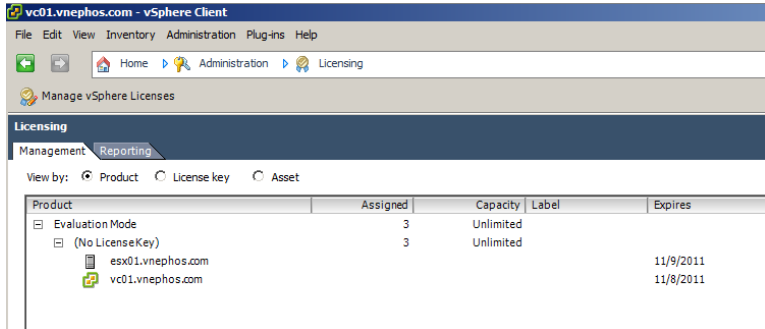 vc01.vnephos.com - vSphere Client
File Edit View Inventory Administration Plug-ins Help
Home Administration Licensing
Manage vSphere Licenses
Licensing
Management Reporting
View by: Product License key Asset
Product Assigned Capacity Label Expires
Evaluation Mode 3 Unlimited
(No License Key) 3 Unlimited
esx01.vnephos.com 11/9/2011
vc01.vnephos.com 11/8/2011